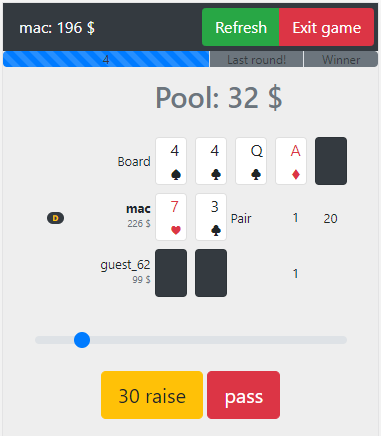 mac: 196 $ Refresh Exit game
4 Last round! Winner
Pool: 32 $
Board 4 4 Q A
D mac 7 3 Pair 1 20
226 $
guest_62 1
99 $
30 raise pass